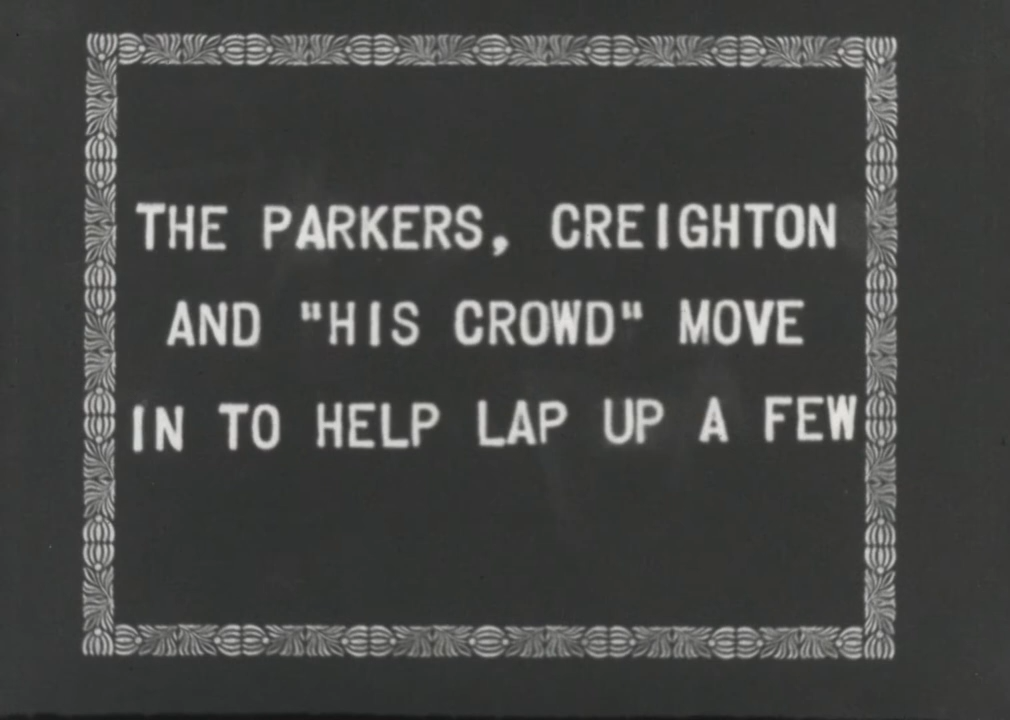 THE PARKERS, CREIGHTON
AND "HIS CROWD" MOVE
IN TO HELP LAP UP A FEW